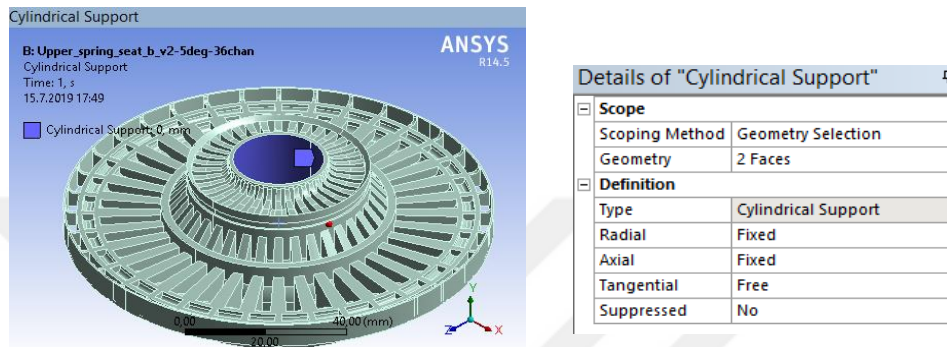 Cylindrical Support
B: Upper_spring_seat_b_v2-5deg-36chan
Cylindrical Support
Time: 1, s
15.7.2019 17:49
Cylindrical Support: 0, mm
ANSYS
R14.5
0,00
40,00 (mm)
20,00
Y
Z
X
Details of "Cylindrical Support"
Scope
Scoping Method Geometry Selection
Geometry 2 Faces
Definition
Type Cylindrical Support
Radial Fixed
Axial Fixed
Tangential Free
Suppressed No